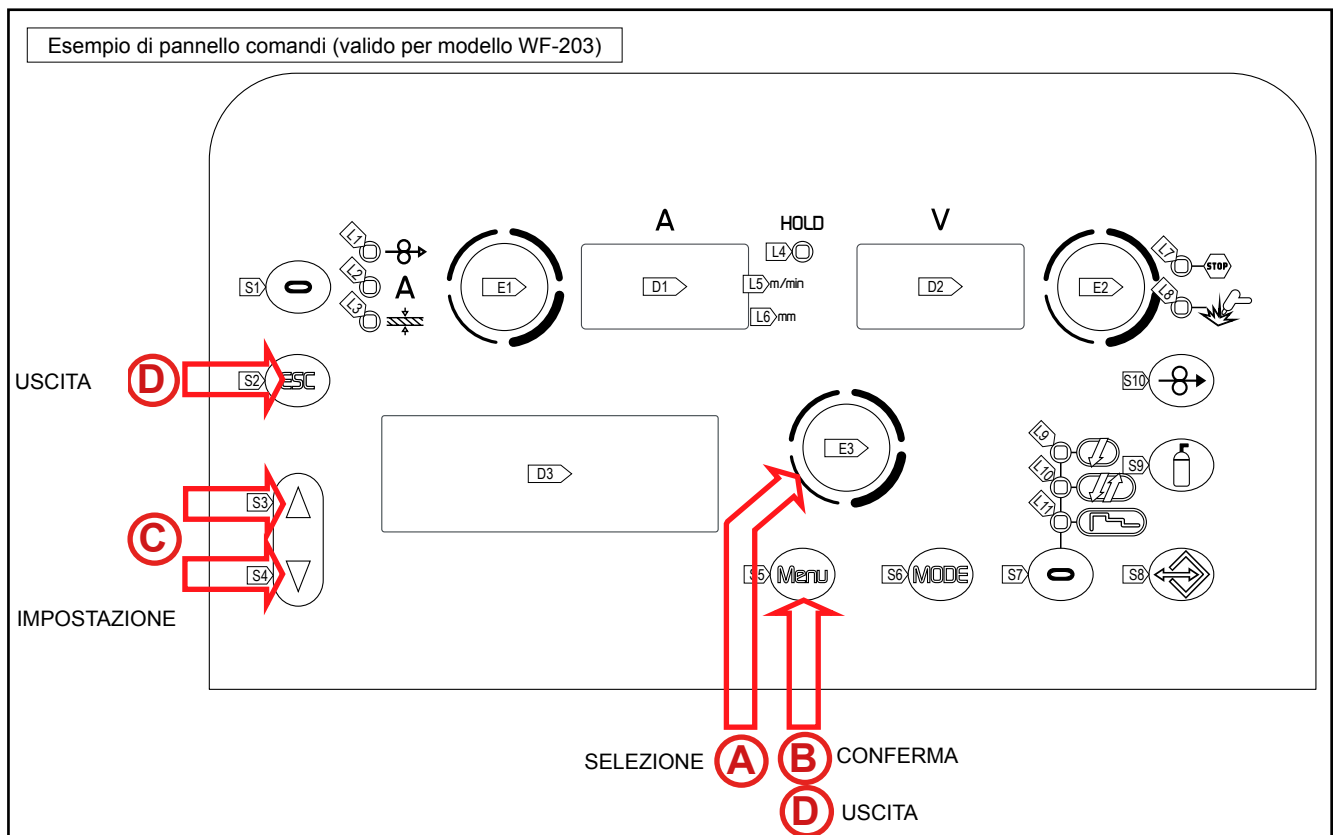 Esempio di pannello comandi (valido per modello WF-203)
A
HOLD
V
L1
L2
L3
A
S1
E1
D1
L4
L5 m/min
L6 mm
D2
E2
L7
STOP
L8
USCITA
D
S2
ESC
S10
D3
E3
L9
L10
L11
S9
S3
C
S4
S5
Menu
S6
MODE
S7
S8
IMPOSTAZIONE
SELEZIONE A B CONFERMA
D USCITA